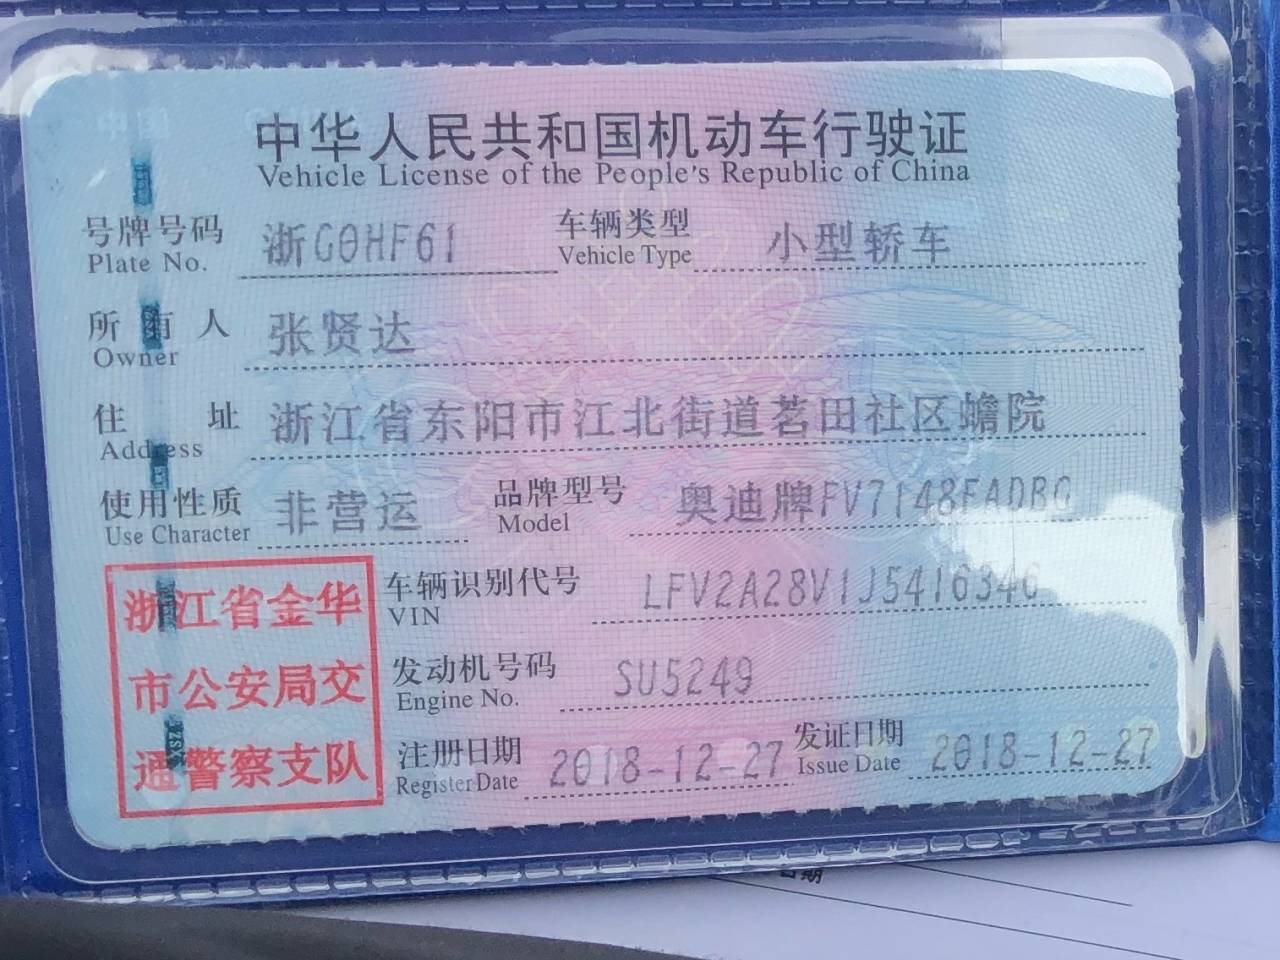 中华人民共和国机动车行驶证
Vehicle License of the People's Republic of China
号牌号码 浙G0HF61 车辆类型 小型轿车
Plate No. Vehicle Type
所有人 张贤达
Owner
住址 浙江省东阳市江北街道茗田社区蟾院
Address
使用性质 非营运 品牌型号 奥迪牌FV7148FADBG
Use Character Model
车辆识别代号 LFV2A28V1J5416346
VIN
发动机号码 SU5249
Engine No.
注册日期 2018-12-27 发证日期 2018-12-27
Register Date Issue Date
浙江省金华
市公安局交
通警察支队
日期